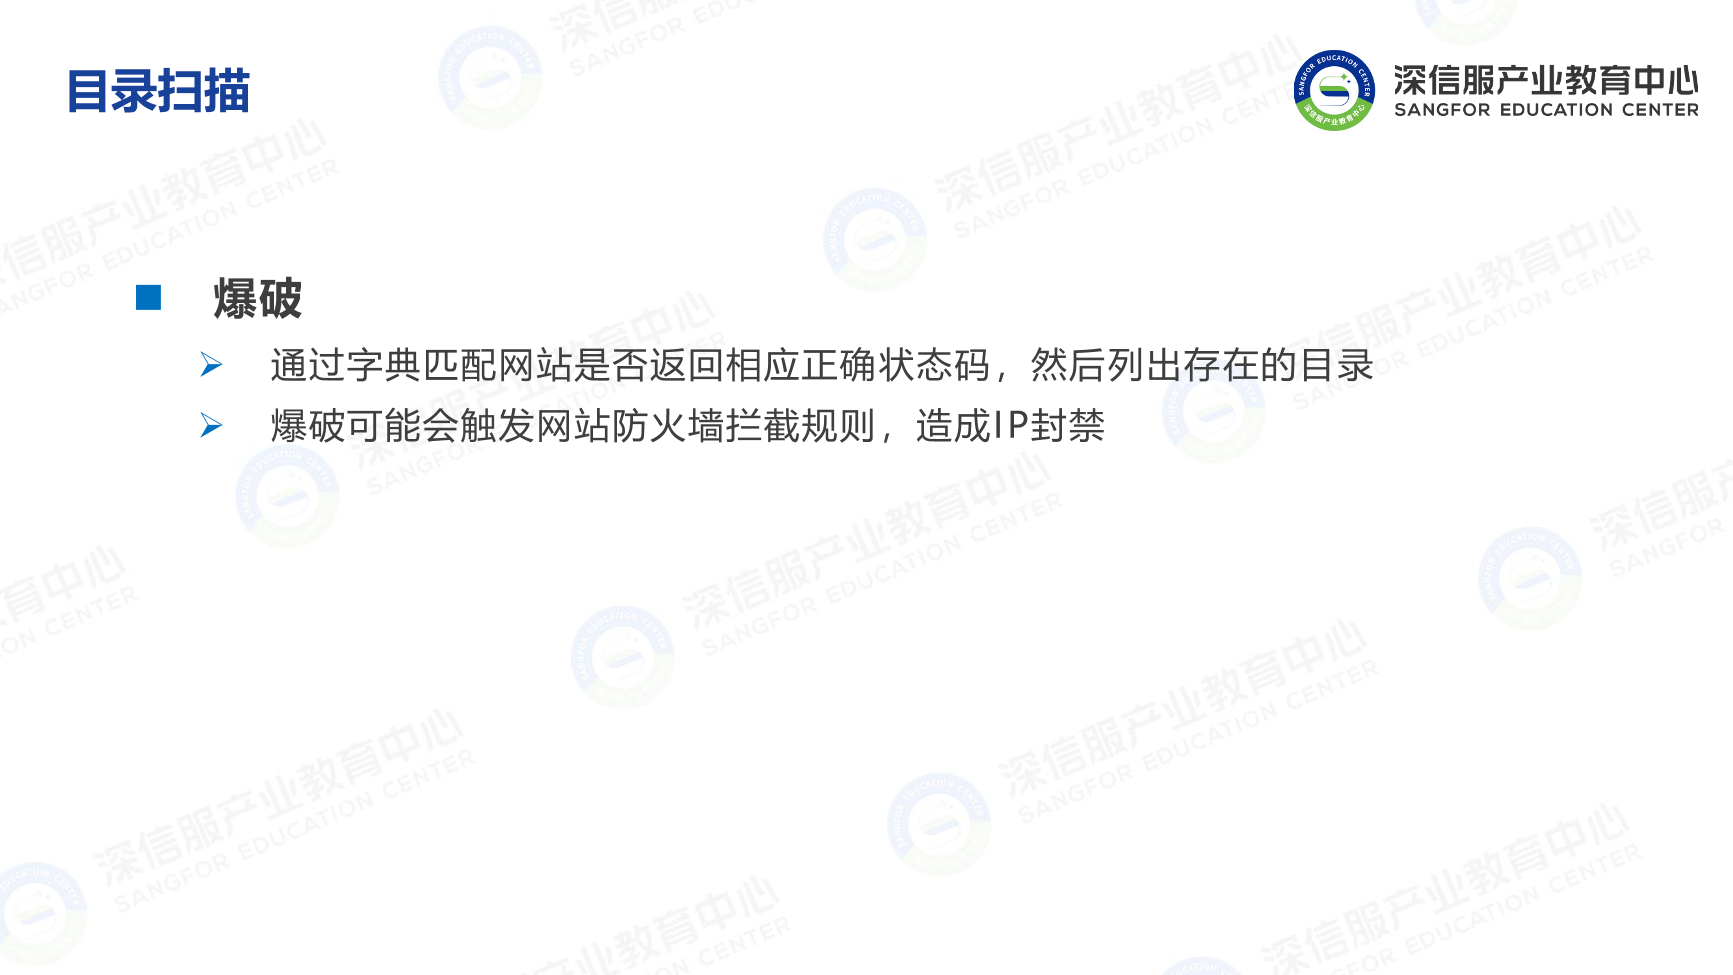 目录扫描
深信服产业教育中心
SANGFOR EDUCATION CENTER
爆破
通过字典匹配网站是否返回相应正确状态码，然后列出存在的目录
爆破可能会触发网站防火墙拦截规则，造成IP封禁